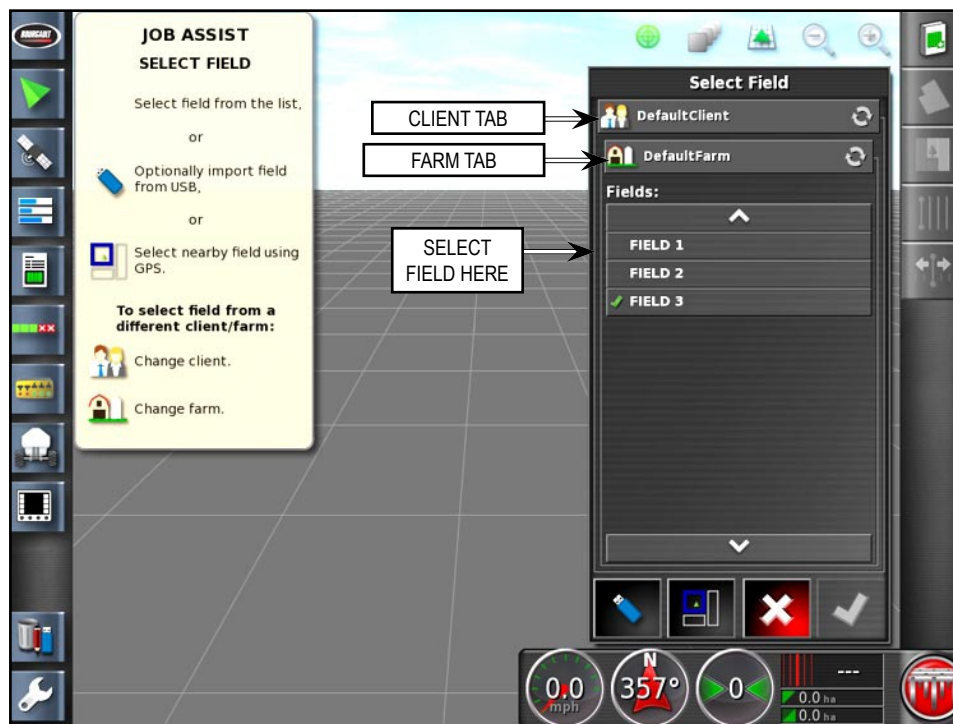 BOURGAULT
JOB ASSIST
SELECT FIELD
Select field from the list,
or
Optionally import field
from USB,
or
Select nearby field using
GPS.
To select field from a
different client/farm:
Change client.
Change farm.
CLIENT TAB
FARM TAB
SELECT
FIELD HERE
Select Field
DefaultClient
DefaultFarm
Fields:
FIELD 1
FIELD 2
FIELD 3
0.0
mph
N
357°
0
---
0.0 ha
0.0 ha